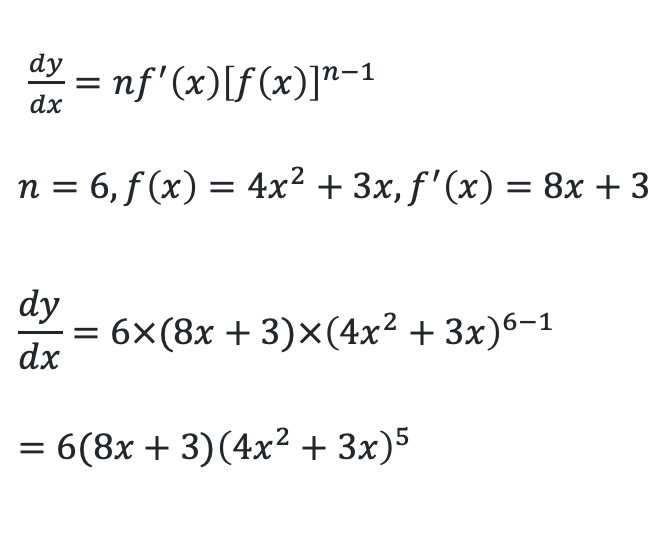 dy/dx = nf′(x)[f(x)]ⁿ⁻¹
n = 6, f(x) = 4x² + 3x, f′(x) = 8x + 3
dy/dx = 6×(8x + 3)×(4x² + 3x)⁶⁻¹
= 6(8x + 3)(4x² + 3x)⁵